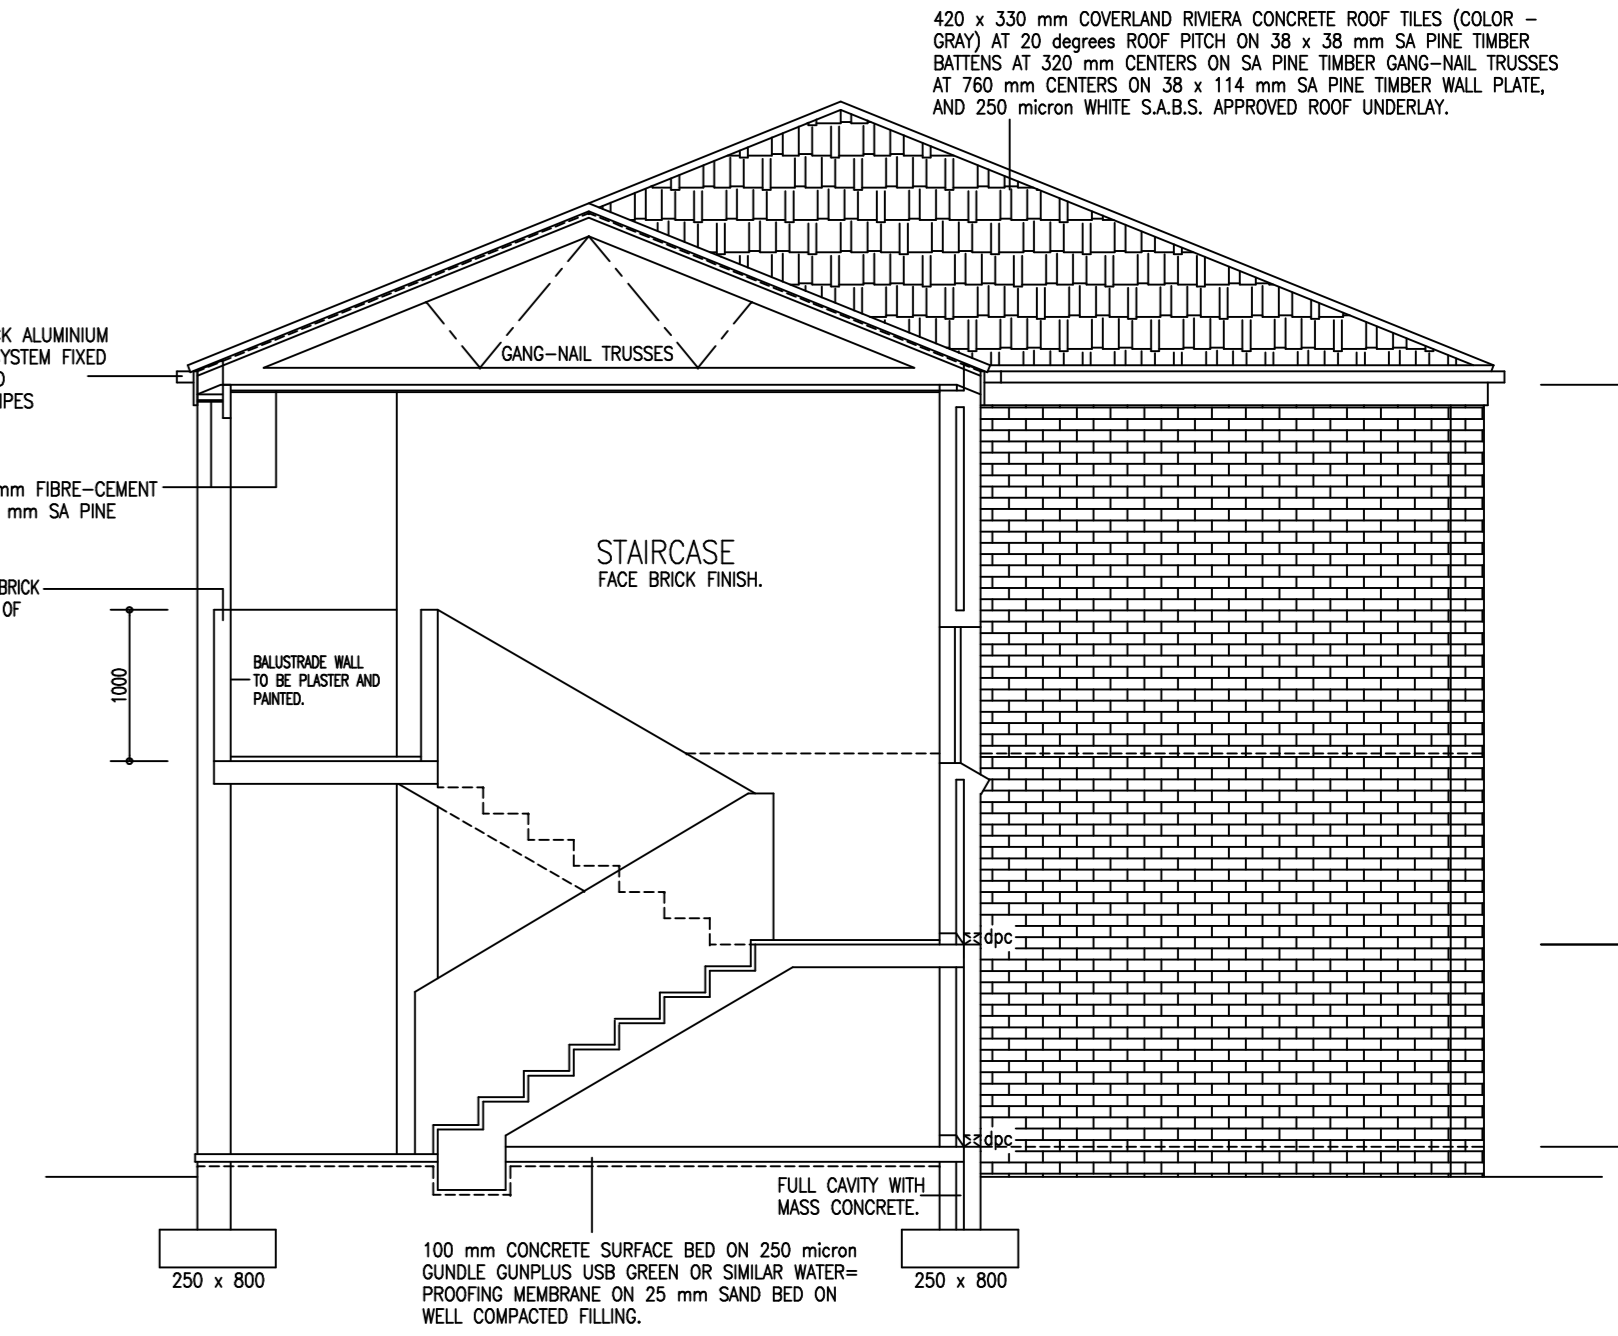 420 x 330 mm COVERLAND RIVIERA CONCRETE ROOF TILES (COLOR –
GRAY) AT 20 degrees ROOF PITCH ON 38 x 38 mm SA PINE TIMBER
BATTENS AT 320 mm CENTERS ON SA PINE TIMBER GANG–NAIL TRUSSES
AT 760 mm CENTERS ON 38 x 114 mm SA PINE TIMBER WALL PLATE,
AND 250 micron WHITE S.A.B.S. APPROVED ROOF UNDERLAY.
ALUMINIUM
SYSTEM FIXED
GANG–NAIL TRUSSES
mm FIBRE–CEMENT
mm SA PINE
STAIRCASE
FACE BRICK FINISH.
BRICK
OF
1000
BALUSTRADE WALL
TO BE PLASTER AND
PAINTED.
dpc
dpc
FULL CAVITY WITH
MASS CONCRETE.
250 x 800
250 x 800
100 mm CONCRETE SURFACE BED ON 250 micron
GUNDLE GUNPLUS USB GREEN OR SIMILAR WATER=
PROOFING MEMBRANE ON 25 mm SAND BED ON
WELL COMPACTED FILLING.